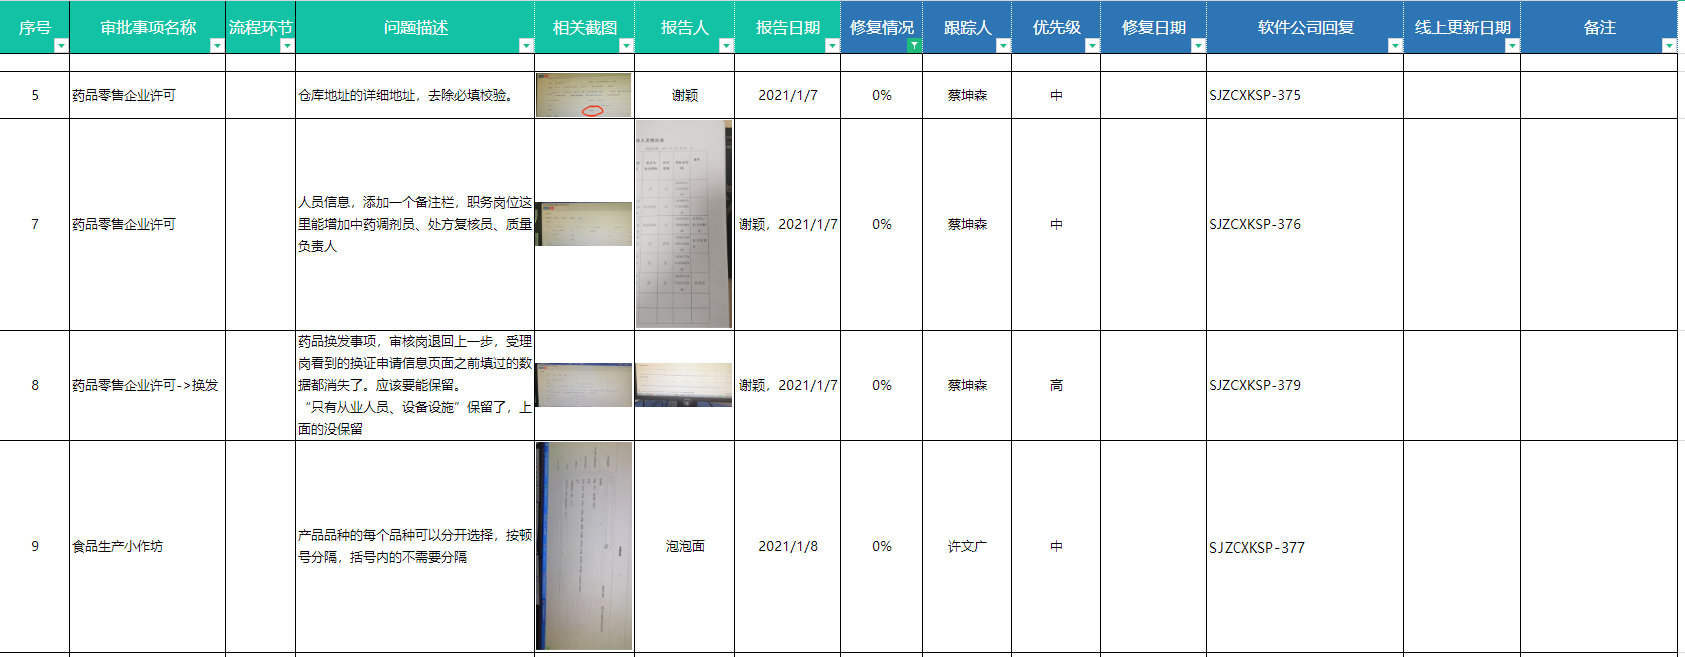 序号 审批事项名称 流程环节 问题描述 相关截图 报告人 报告日期 修复情况 跟踪人 优先级 修复日期 软件公司回复 线上更新日期 备注
5 药品零售企业许可 仓库地址的详细地址，去除必填校验。 谢颖 2021/1/7 0% 蔡坤森 中 SJZCXKSP-375
7 药品零售企业许可
人员信息，添加一个备注栏，职务岗位这
里能增加中药调剂员、处方复核员、质量
负责人
谢颖，2021/1/7 0% 蔡坤森 中 SJZCXKSP-376
8 药品零售企业许可->换发
药品换发事项，审核岗退回上一步，受理
岗看到的换证申请信息页面之前填过的数
据都消失了。应该要能保留。
“只有从业人员、设备设施”保留了，上
面的没保留
谢颖，2021/1/7 0% 蔡坤森 高 SJZCXKSP-379
9 食品生产小作坊
产品品种的每个品种可以分开选择，按顿
号分隔，括号内的不需要分隔
泡泡面 2021/1/8 0% 许文广 中 SJZCXKSP-377